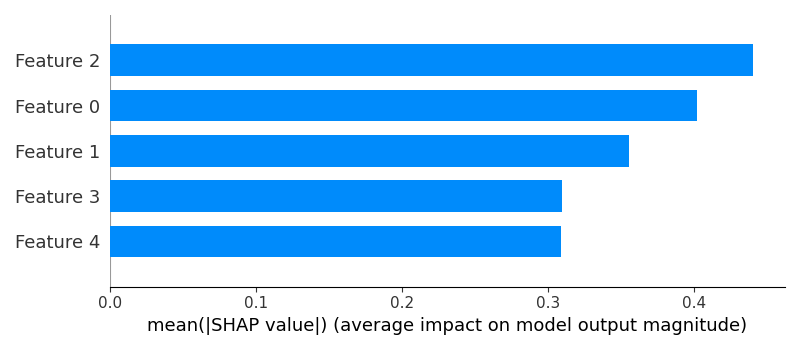 Feature 2
Feature 0
Feature 1
Feature 3
Feature 4
0.0 0.1 0.2 0.3 0.4
mean(|SHAP value|) (average impact on model output magnitude)